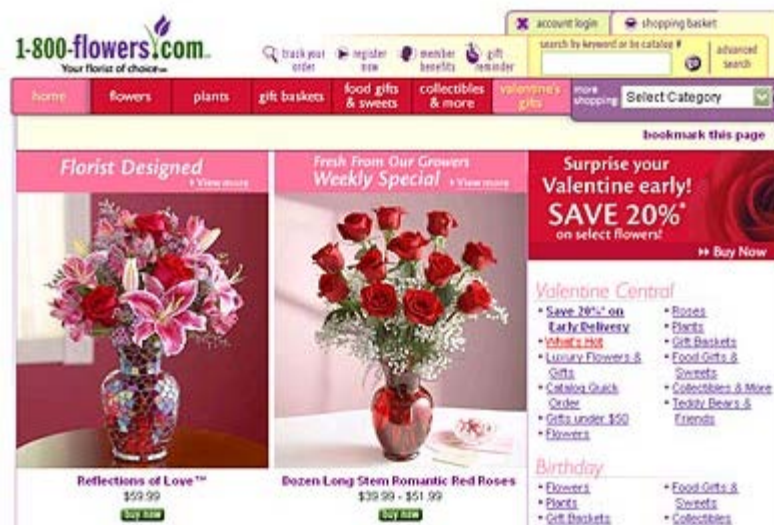 1-800-flowers.com
Your florist of choice
account login
shopping basket
track your order
register now
member benefits
gift reminder
search by keyword or by catalog #
advanced search
home
flowers
plants
gift baskets
food gifts & sweets
collectibles & more
valentine's gifts
more shopping
Select Category
bookmark this page
Florist Designed
View more
Fresh From Our Growers
Weekly Special
View more
Surprise your
Valentine early!
SAVE 20%*
on select flowers!
Buy Now
Reflections of Love™
$59.99
buy now
Dozen Long Stem Romantic Red Roses
$39.99 - $51.99
buy now
Valentine Central
Save 20%* on
Early Delivery
What's Hot
Luxury Flowers &
Gifts
Catalog Quick
Order
Gifts under $50
Flowers
Roses
Plants
Gift Baskets
Food Gifts &
Sweets
Collectibles & More
Teddy Bears &
Friends
Birthday
Flowers
Plants
Gift Baskets
Food Gifts &
Sweets
Collectibles